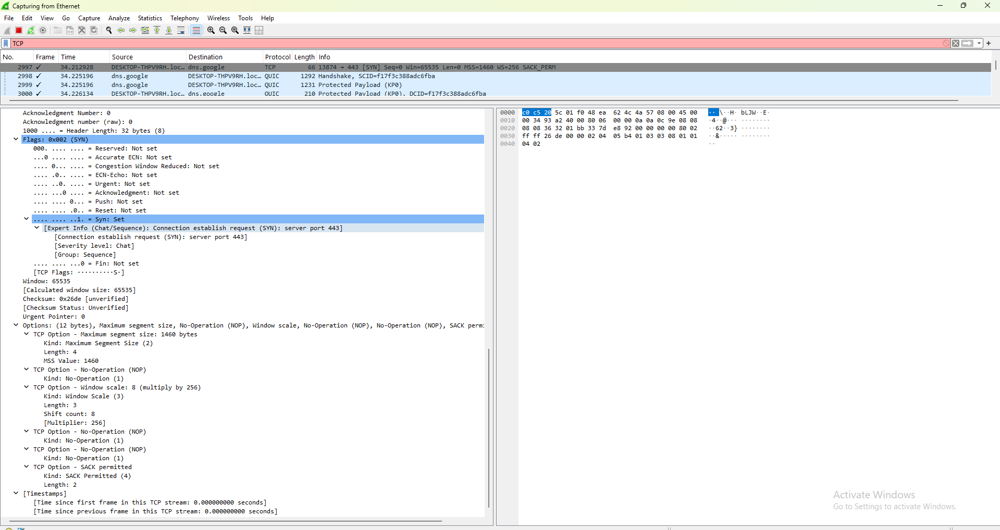 Capturing from Ethernet
File Edit View Go Capture Analyze Statistics Telephony Wireless Tools Help
TCP
No. Frame Time Source Destination Protocol Length Info
2997 ✓ 34.212928 DESKTOP-THPV9RH.loc… dns.google TCP 66 13874 → 443 [SYN] Seq=0 Win=65535 Len=0 MSS=1460 WS=256 SACK_PERM
2998 ✓ 34.225196 dns.google DESKTOP-THPV9RH.loc… QUIC 1292 Handshake, SCID=f17f3c388adc6fba
2999 ✓ 34.225196 dns.google DESKTOP-THPV9RH.loc… QUIC 1231 Protected Payload (KP0)
3000 ✓ 34.226134 DESKTOP-THPV9RH.loc… dns.google QUIC 210 Protected Payload (KP0), DCID=f17f3c388adc6fba
Acknowledgment Number: 0
Acknowledgment number (raw): 0
1000 .... = Header Length: 32 bytes (8)
Flags: 0x002 (SYN)
000. .... .... = Reserved: Not set
...0 .... .... = Accurate ECN: Not set
.... 0... .... = Congestion Window Reduced: Not set
.... .0.. .... = ECN-Echo: Not set
.... ..0. .... = Urgent: Not set
.... ...0 .... = Acknowledgment: Not set
.... .... 0... = Push: Not set
.... .... .0.. = Reset: Not set
.... .... ..1. = Syn: Set
[Expert Info (Chat/Sequence): Connection establish request (SYN): server port 443]
[Connection establish request (SYN): server port 443]
[Severity level: Chat]
[Group: Sequence]
.... .... ...0 = Fin: Not set
[TCP Flags: ··········S·]
Window: 65535
[Calculated window size: 65535]
Checksum: 0x26de [unverified]
[Checksum Status: Unverified]
Urgent Pointer: 0
Options: (12 bytes), Maximum segment size, No-Operation (NOP), Window scale, No-Operation (NOP), No-Operation (NOP), SACK perm
TCP Option - Maximum segment size: 1460 bytes
Kind: Maximum Segment Size (2)
Length: 4
MSS Value: 1460
TCP Option - No-Operation (NOP)
Kind: No-Operation (1)
TCP Option - Window scale: 8 (multiply by 256)
Kind: Window Scale (3)
Length: 3
Shift count: 8
[Multiplier: 256]
TCP Option - No-Operation (NOP)
Kind: No-Operation (1)
TCP Option - No-Operation (NOP)
Kind: No-Operation (1)
TCP Option - SACK permitted
Kind: SACK Permitted (4)
Length: 2
[Timestamps]
[Time since first frame in this TCP stream: 0.000000000 seconds]
[Time since previous frame in this TCP stream: 0.000000000 seconds]
0000 c0 c5 20 5c 01 f0 48 ea 62 4c 4a 57 08 00 45 00 ·· \··H· bLJW··E·
0010 00 34 93 a2 40 00 80 06 00 00 0a 0a 0c 9e 08 08 ·4··@··· ········
0020 08 08 36 32 01 bb 33 7d e8 92 00 00 00 00 80 02 ··62··3} ········
0030 ff ff 26 de 00 00 02 04 05 b4 01 03 03 08 01 01 ··&····· ········
0040 04 02 ··
Activate Windows
Go to Settings to activate Windows.